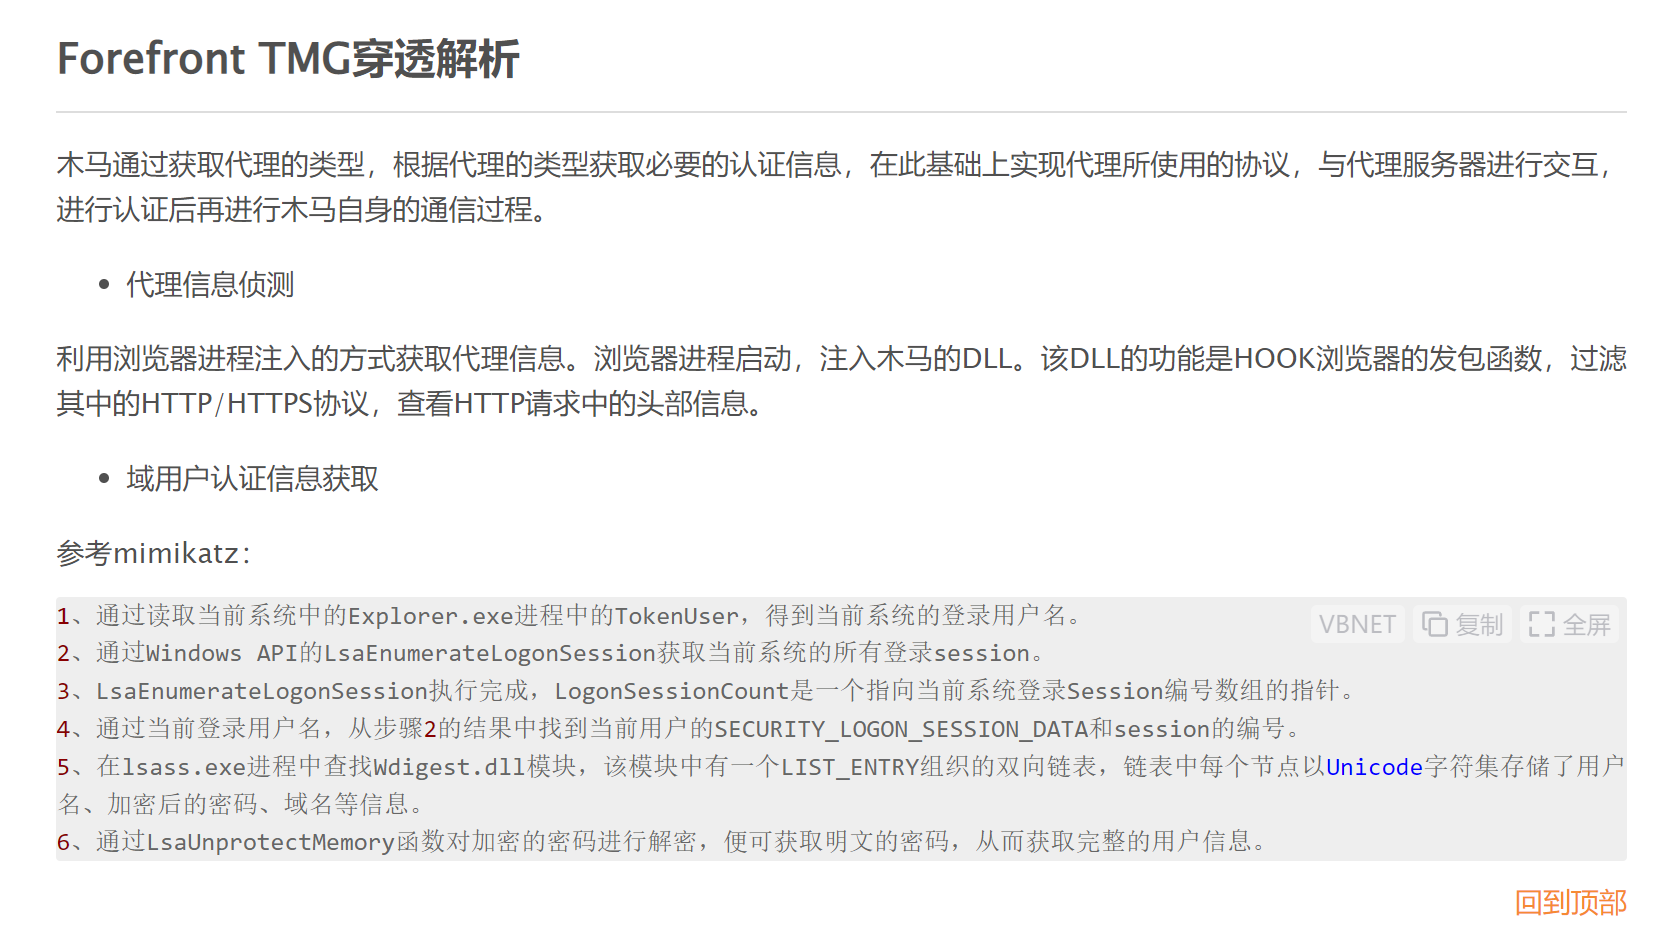 Forefront TMG穿透解析
木马通过获取代理的类型，根据代理的类型获取必要的认证信息，在此基础上实现代理所使用的协议，与代理服务器进行交互，
进行认证后再进行木马自身的通信过程。
• 代理信息侦测
利用浏览器进程注入的方式获取代理信息。浏览器进程启动，注入木马的DLL。该DLL的功能是HOOK浏览器的发包函数，过滤
其中的HTTP/HTTPS协议，查看HTTP请求中的头部信息。
• 域用户认证信息获取
参考mimikatz：
1、通过读取当前系统中的Explorer.exe进程中的TokenUser，得到当前系统的登录用户名。
VBNET 复制 全屏
2、通过Windows API的LsaEnumerateLogonSession获取当前系统的所有登录session。
3、LsaEnumerateLogonSession执行完成，LogonSessionCount是一个指向当前系统登录Session编号数组的指针。
4、通过当前登录用户名，从步骤2的结果中找到当前用户的SECURITY_LOGON_SESSION_DATA和session的编号。
5、在lsass.exe进程中查找Wdigest.dll模块，该模块中有一个LIST_ENTRY组织的双向链表，链表中每个节点以Unicode字符集存储了用户
名、加密后的密码、域名等信息。
6、通过LsaUnprotectMemory函数对加密的密码进行解密，便可获取明文的密码，从而获取完整的用户信息。
回到顶部